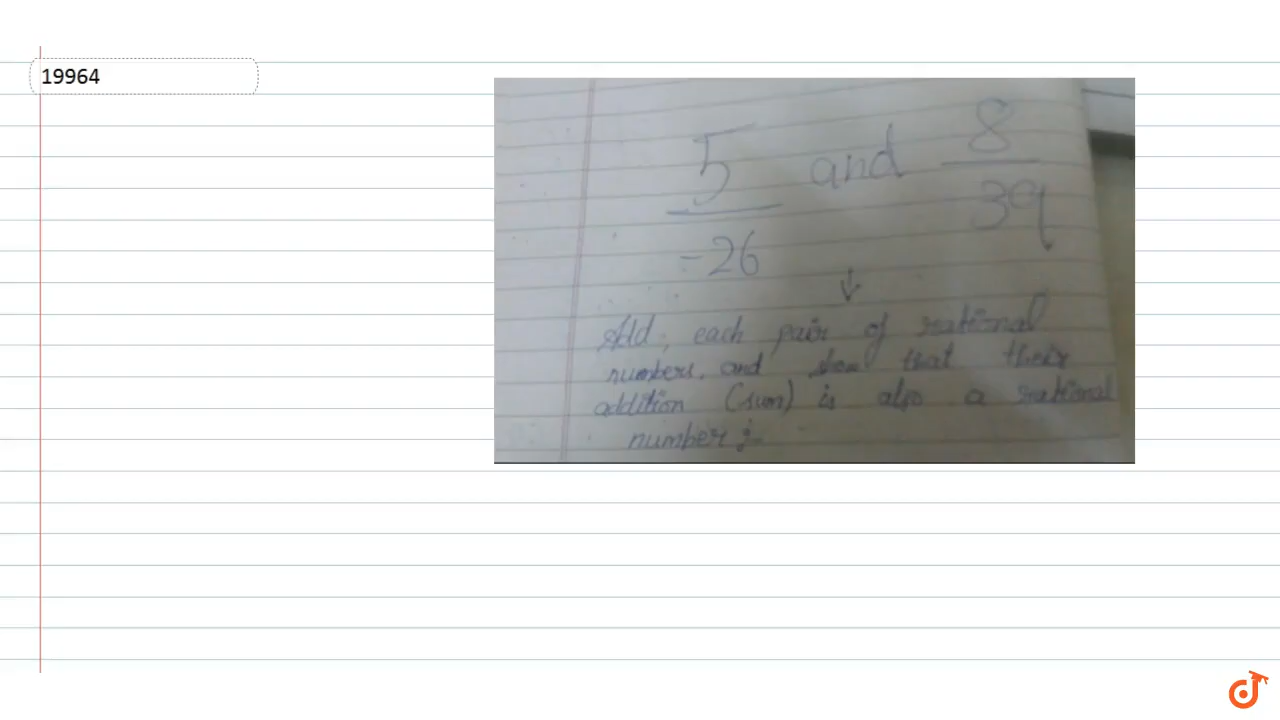 19964
5 and 8
-26 39
Add, each pair of rational
numbers. and show that their
addition (sum) is also a rational
number :-